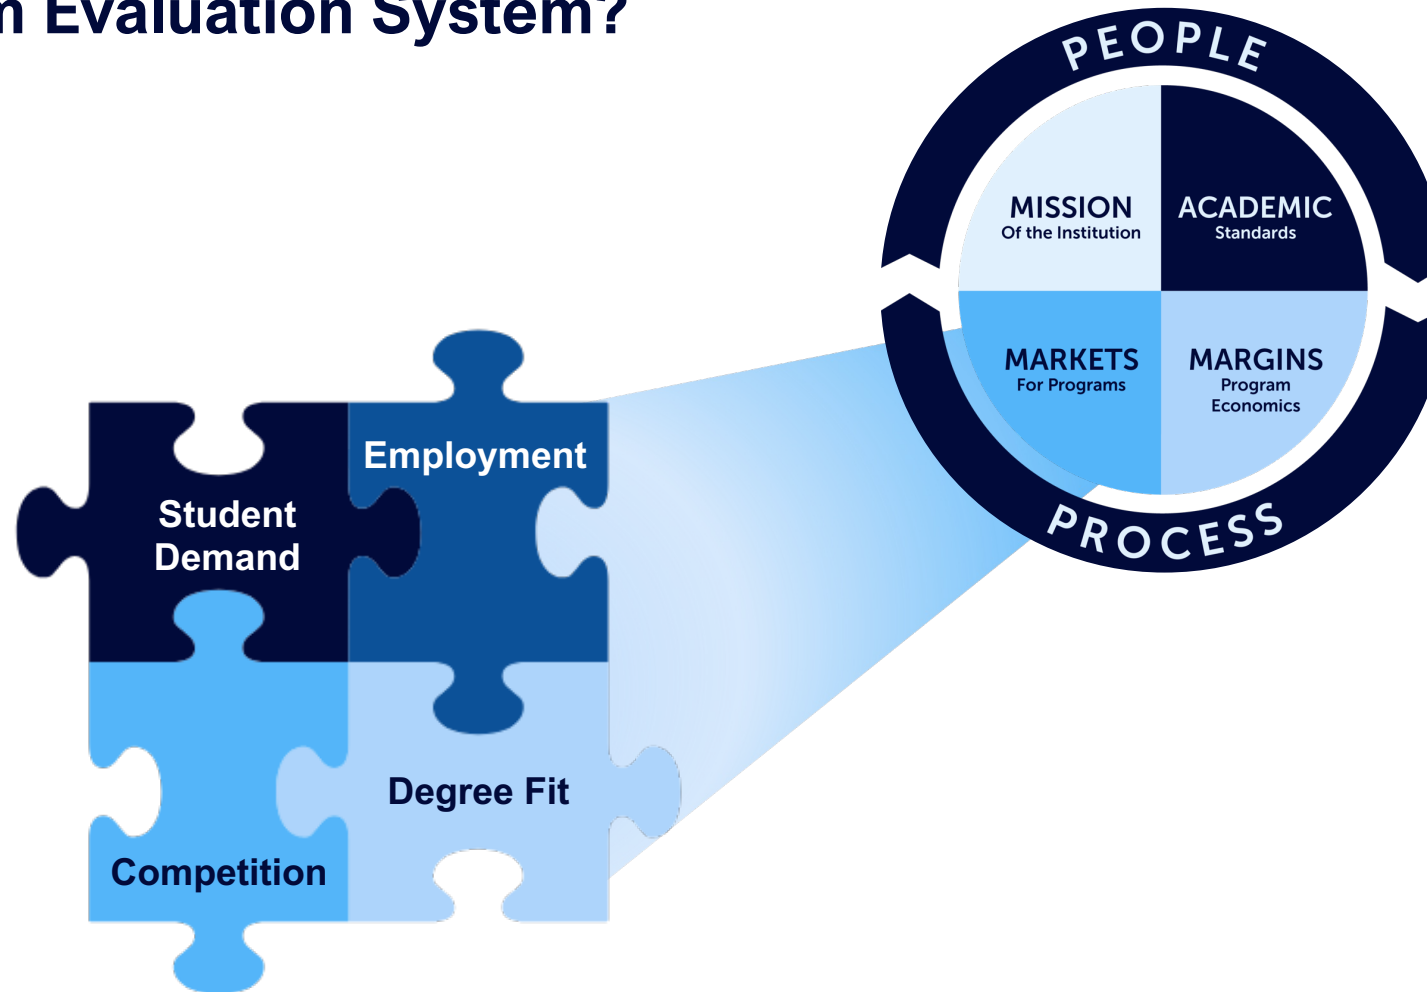 Evaluation System?
PEOPLE
MISSION
Of the Institution
ACADEMIC
Standards
MARKETS
For Programs
MARGINS
Program
Economics
PROCESS
Employment
Student
Demand
Degree Fit
Competition